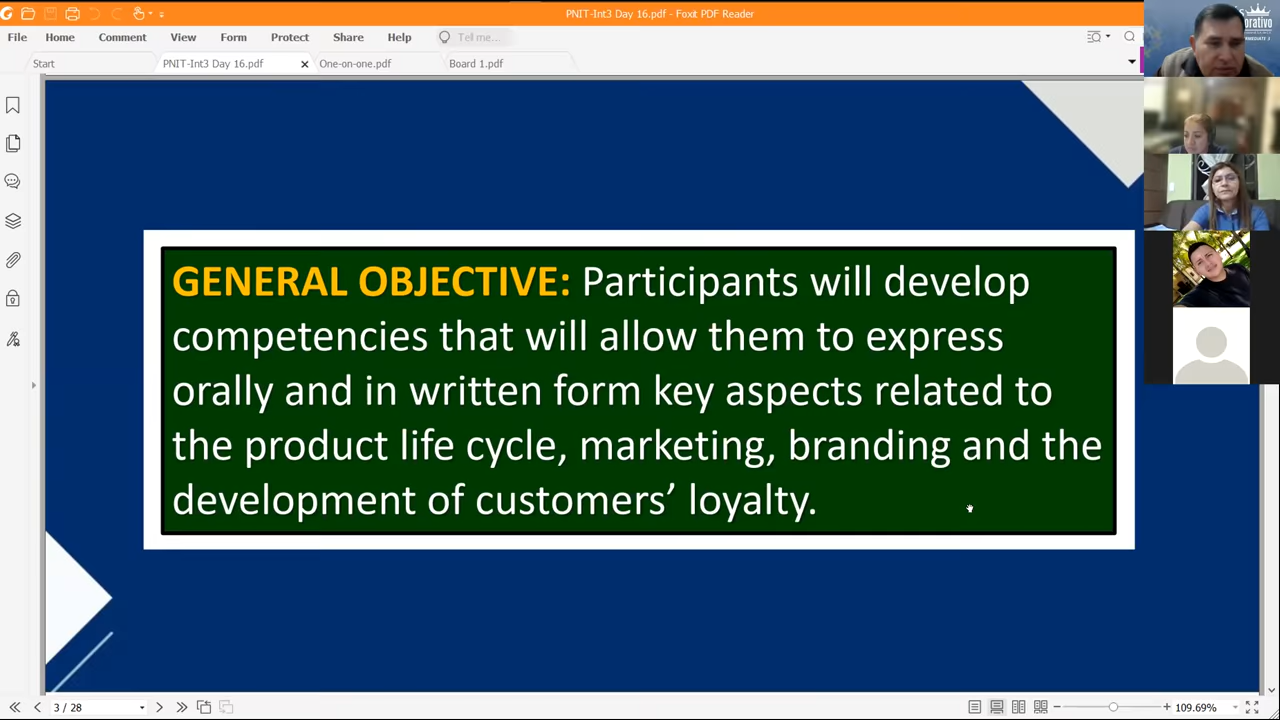 PNIT-Int3 Day 16.pdf - Foxit PDF Reader
File Home Comment View Form Protect Share Help Tell me...
Start PNIT-Int3 Day 16.pdf One-on-one.pdf Board 1.pdf
GENERAL OBJECTIVE: Participants will develop
competencies that will allow them to express
orally and in written form key aspects related to
the product life cycle, marketing, branding and the
development of customers’ loyalty.
3 / 28
109.69%